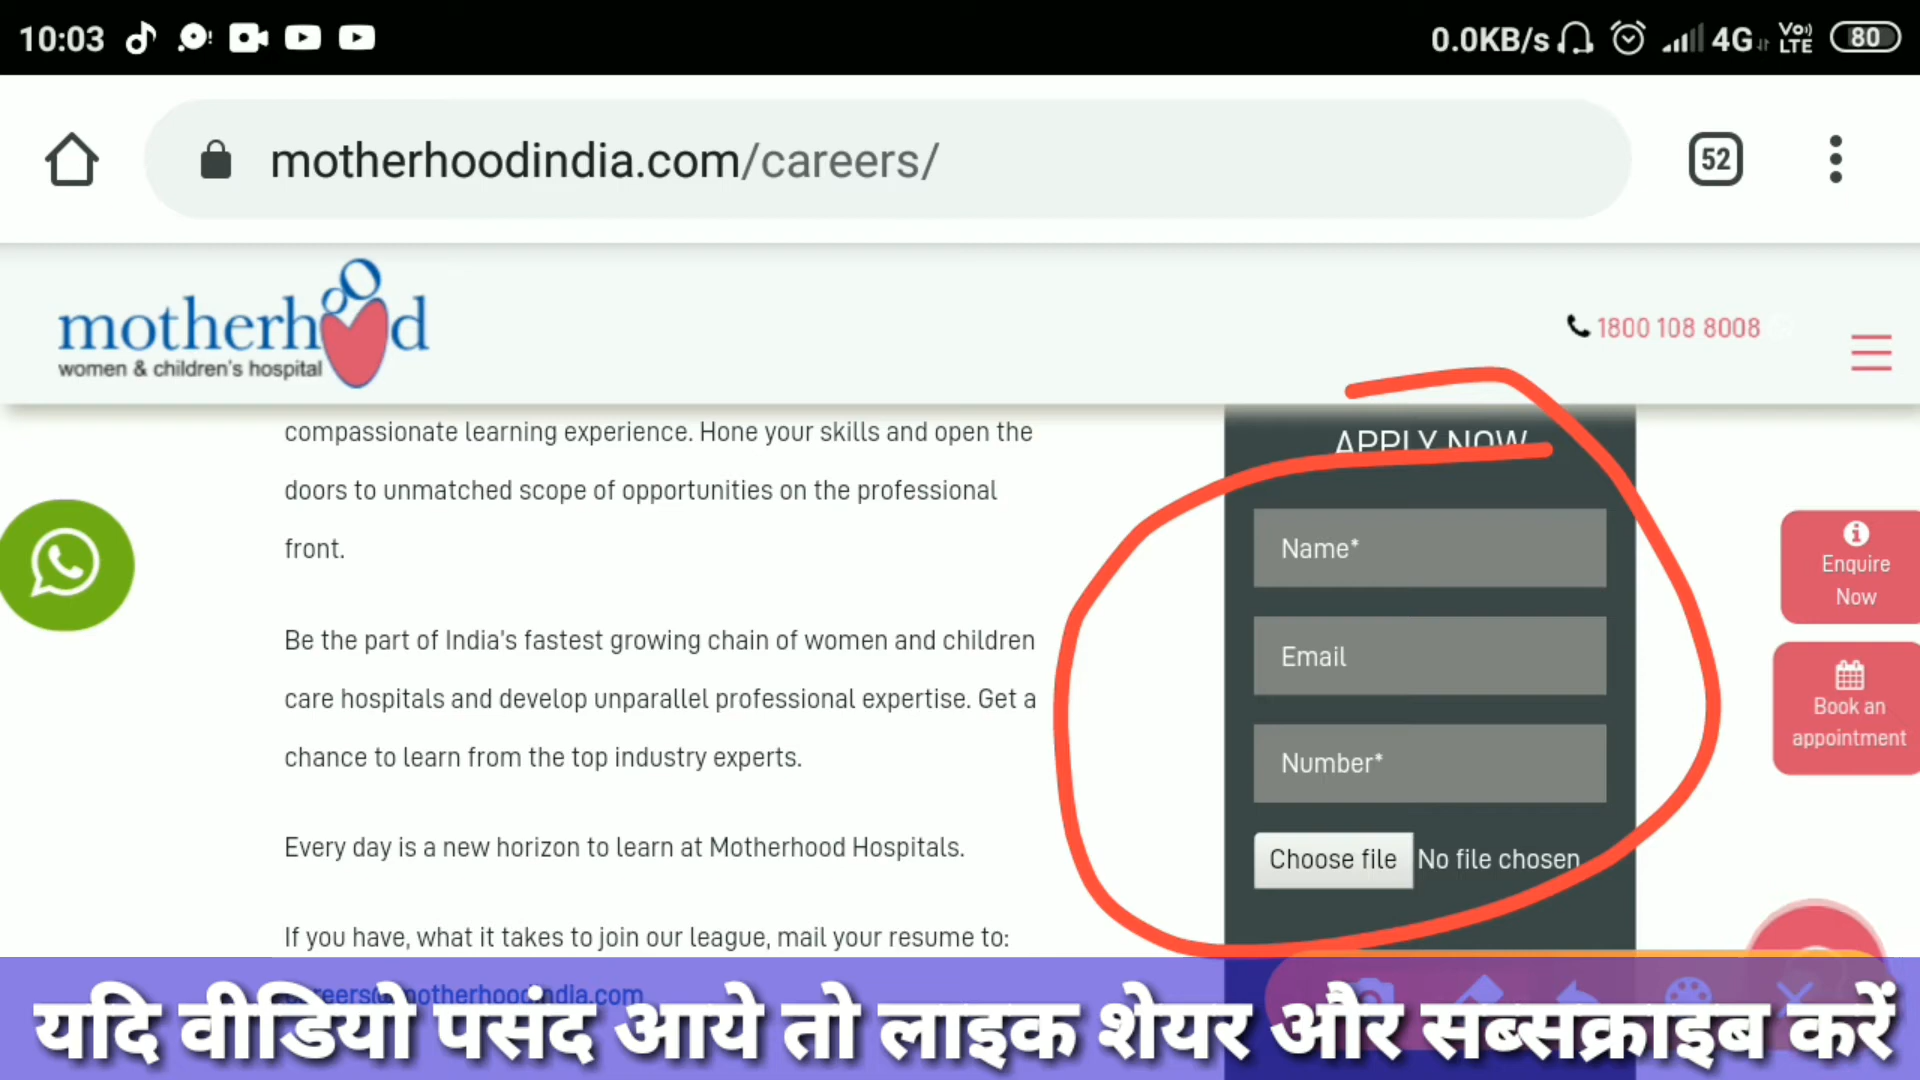 10:03
0.0KB/s 4G Vo) LTE 80
motherhoodindia.com/careers/
52
motherhood
women & children's hospital
1800 108 8008
compassionate learning experience. Hone your skills and open the
doors to unmatched scope of opportunities on the professional
front.
Be the part of India's fastest growing chain of women and children
care hospitals and develop unparallel professional expertise. Get a
chance to learn from the top industry experts.
Every day is a new horizon to learn at Motherhood Hospitals.
If you have, what it takes to join our league, mail your resume to:
careers@motherhoodindia.com
APPLY NOW
Name*
Email
Number*
Choose file No file chosen
Enquire
Now
Book an
appointment
यदि वीडियो पसंद आये तो लाइक शेयर और सब्सक्राइब करें